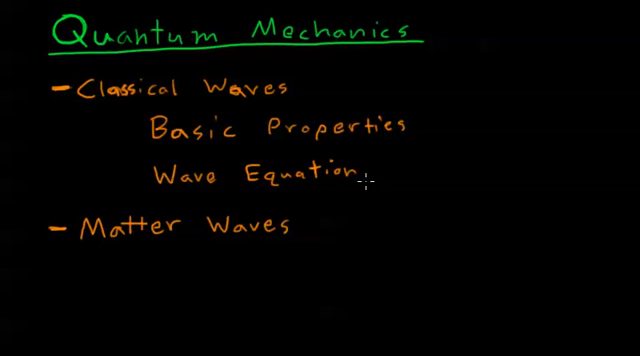 Quantum Mechanics
- Classical Waves
Basic Properties
Wave Equation
- Matter Waves